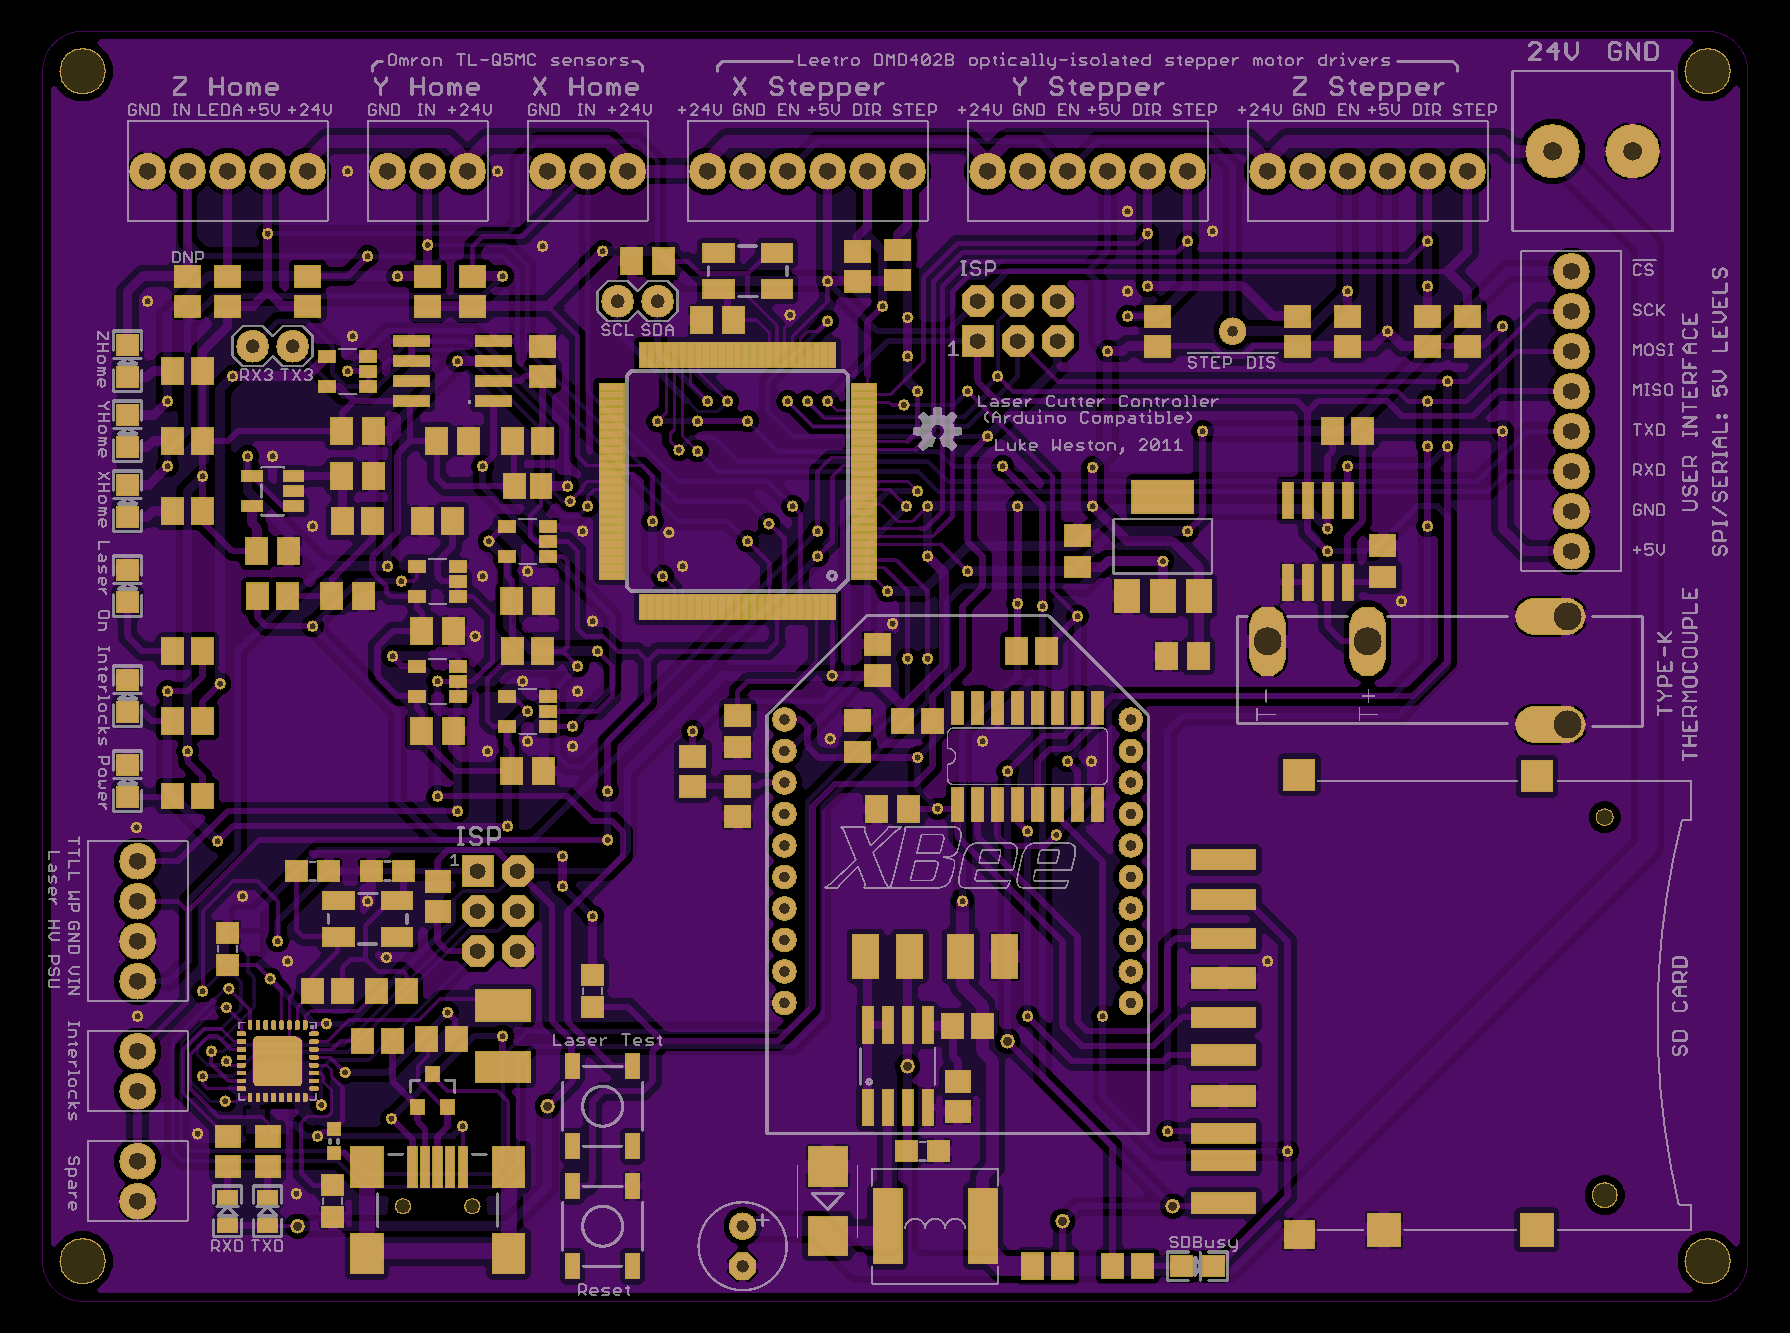 24V GND
Omron TL-Q5MC sensors
Leetro DMD402B optically-isolated stepper motor drivers
Z Home
Y Home
X Home
X Stepper
Y Stepper
Z Stepper
GND IN LEDA +5V +24V
GND IN +24V
GND IN +24V
+24V GND EN +5V DIR STEP
+24V GND EN +5V DIR STEP
+24V GND EN +5V DIR STEP
DNP
SCL SDA
RX3 TX3
ISP
1
STEP DIS
Laser Cutter Controller
(Arduino Compatible)
Luke Weston, 2011
CS
SCK
MOSI
MISO
TXD
RXD
GND
+5V
USER INTERFACE
SPI/SERIAL: 5V LEVELS
ZHome
YHome
XHome
Laser On
Interlocks
Power
TYPE-K
THERMOCOUPLE
T-
T+
ISP
1
XBee
TTLL WP GND VIN
Laser HV PSU
Interlocks
Spare
RXD TXD
Laser Test
Reset
+
SD CARD
SDBusy